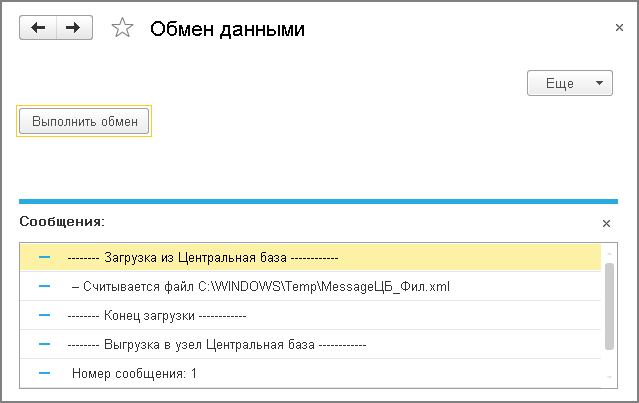 Обмен данными
Еще
Выполнить обмен
Сообщения:
-------- Загрузка из Центральная база ------------
– Считывается файл C:\WINDOWS\Temp\MessageЦБ_Фил.xml
-------- Конец загрузки ------------
-------- Выгрузка в узел Центральная база ------------
Номер сообщения: 1